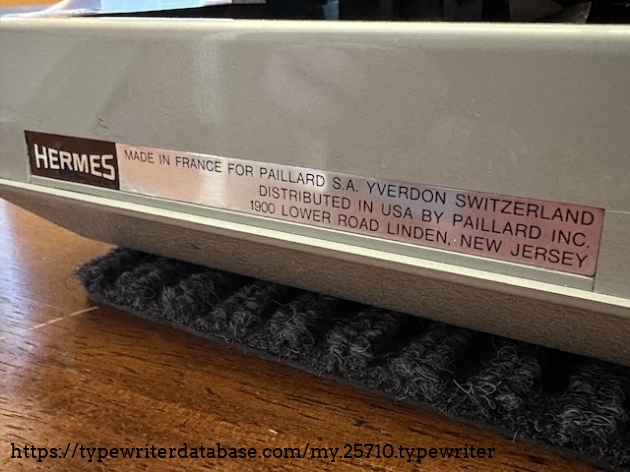 HERMES
MADE IN FRANCE FOR PAILLARD S.A. YVERDON SWITZERLAND
DISTRIBUTED IN USA BY PAILLARD INC.
1900 LOWER ROAD LINDEN, NEW JERSEY
https://typewriterdatabase.com/my.25710.typewriter